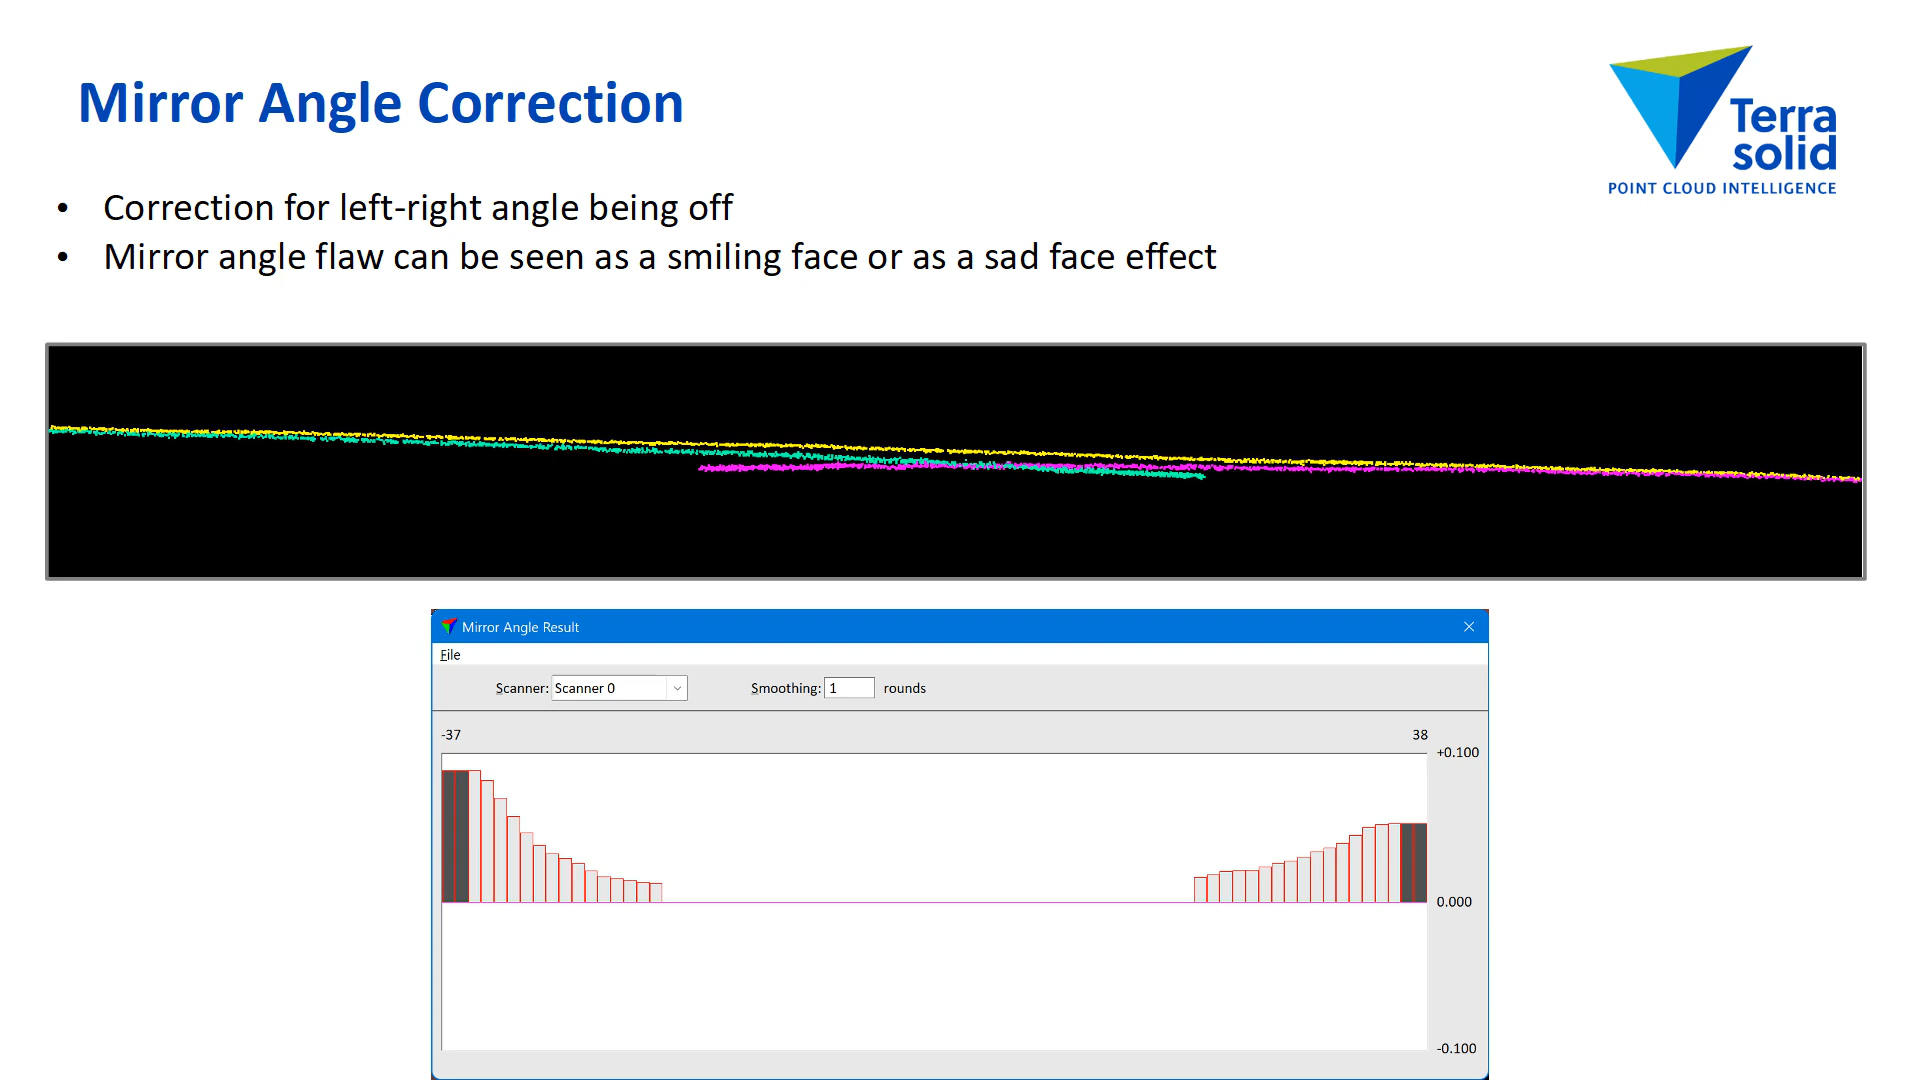 Mirror Angle Correction
Terra
solid
POINT CLOUD INTELLIGENCE
• Correction for left-right angle being off
• Mirror angle flaw can be seen as a smiling face or as a sad face effect
Mirror Angle Result
File
Scanner: Scanner 0 Smoothing: 1 rounds
-37 38
+0.100
0.000
-0.100